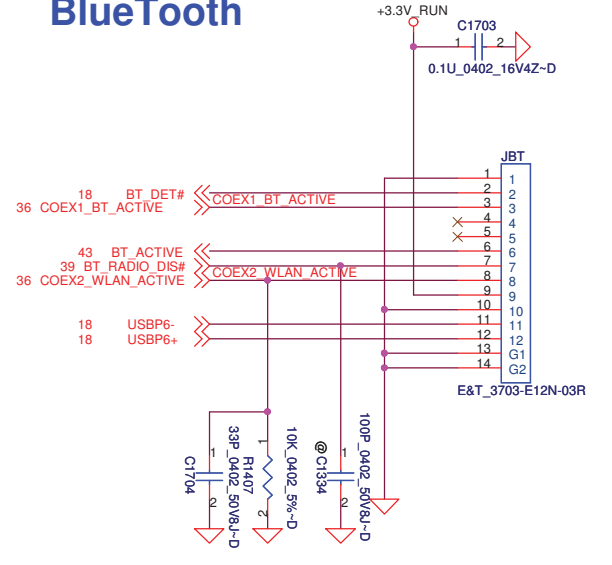 BlueTooth
+3.3V_RUN
C1703
1 2
0.1U_0402_16V4Z~D
JBT
1 1
18 BT_DET# 2 2
36 COEX1_BT_ACTIVE COEX1_BT_ACTIVE 3 3
4 4
5 5
43 BT_ACTIVE 6 6
39 BT_RADIO_DIS# 7 7
36 COEX2_WLAN_ACTIVE COEX2_WLAN_ACTIVE 8 8
9 9
10 10
18 USBP6- 11 11
18 USBP6+ 12 12
13 G1
14 G2
E&T_3703-E12N-03R
C1704
33P_0402_50V8J~D
1
2
R1407
10K_0402_5%~D
1
2
@ C1334
100P_0402_50V8J~D
1
2